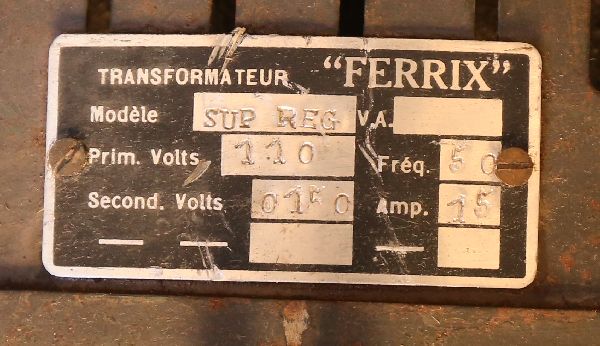 TRANSFORMATEUR "FERRIX"
Modèle SUP REG V.A.
Prim. Volts 110 Fréq. 50
Second. Volts Amp. 15